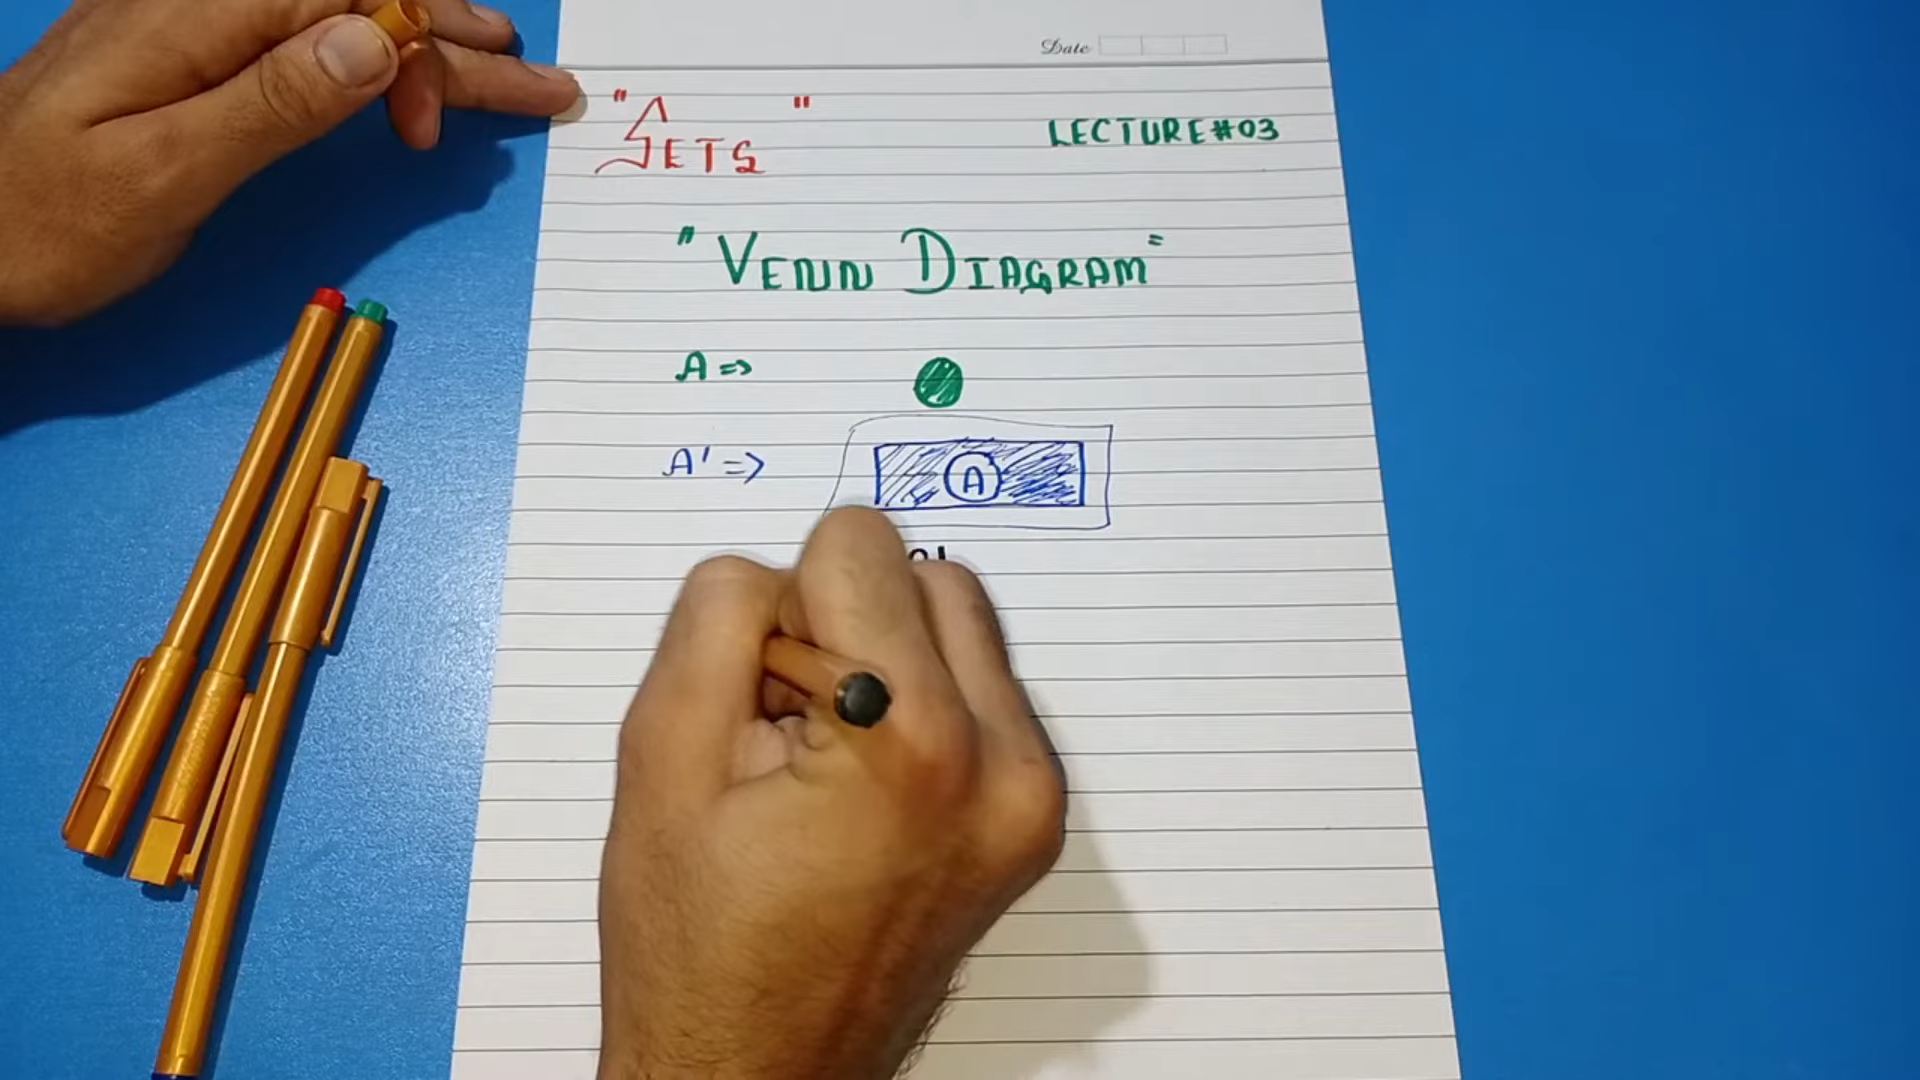 Date
"SETS"
LECTURE#03
"VENN DIAGRAM"
A =>
A' =>
A